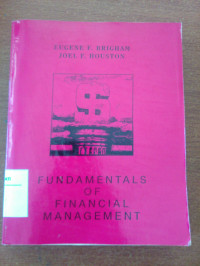 EUGENE F. BRIGHAM
JOEL F. HOUSTON
FUNDAMENTALS
OF
FINANCIAL
MANAGEMENT